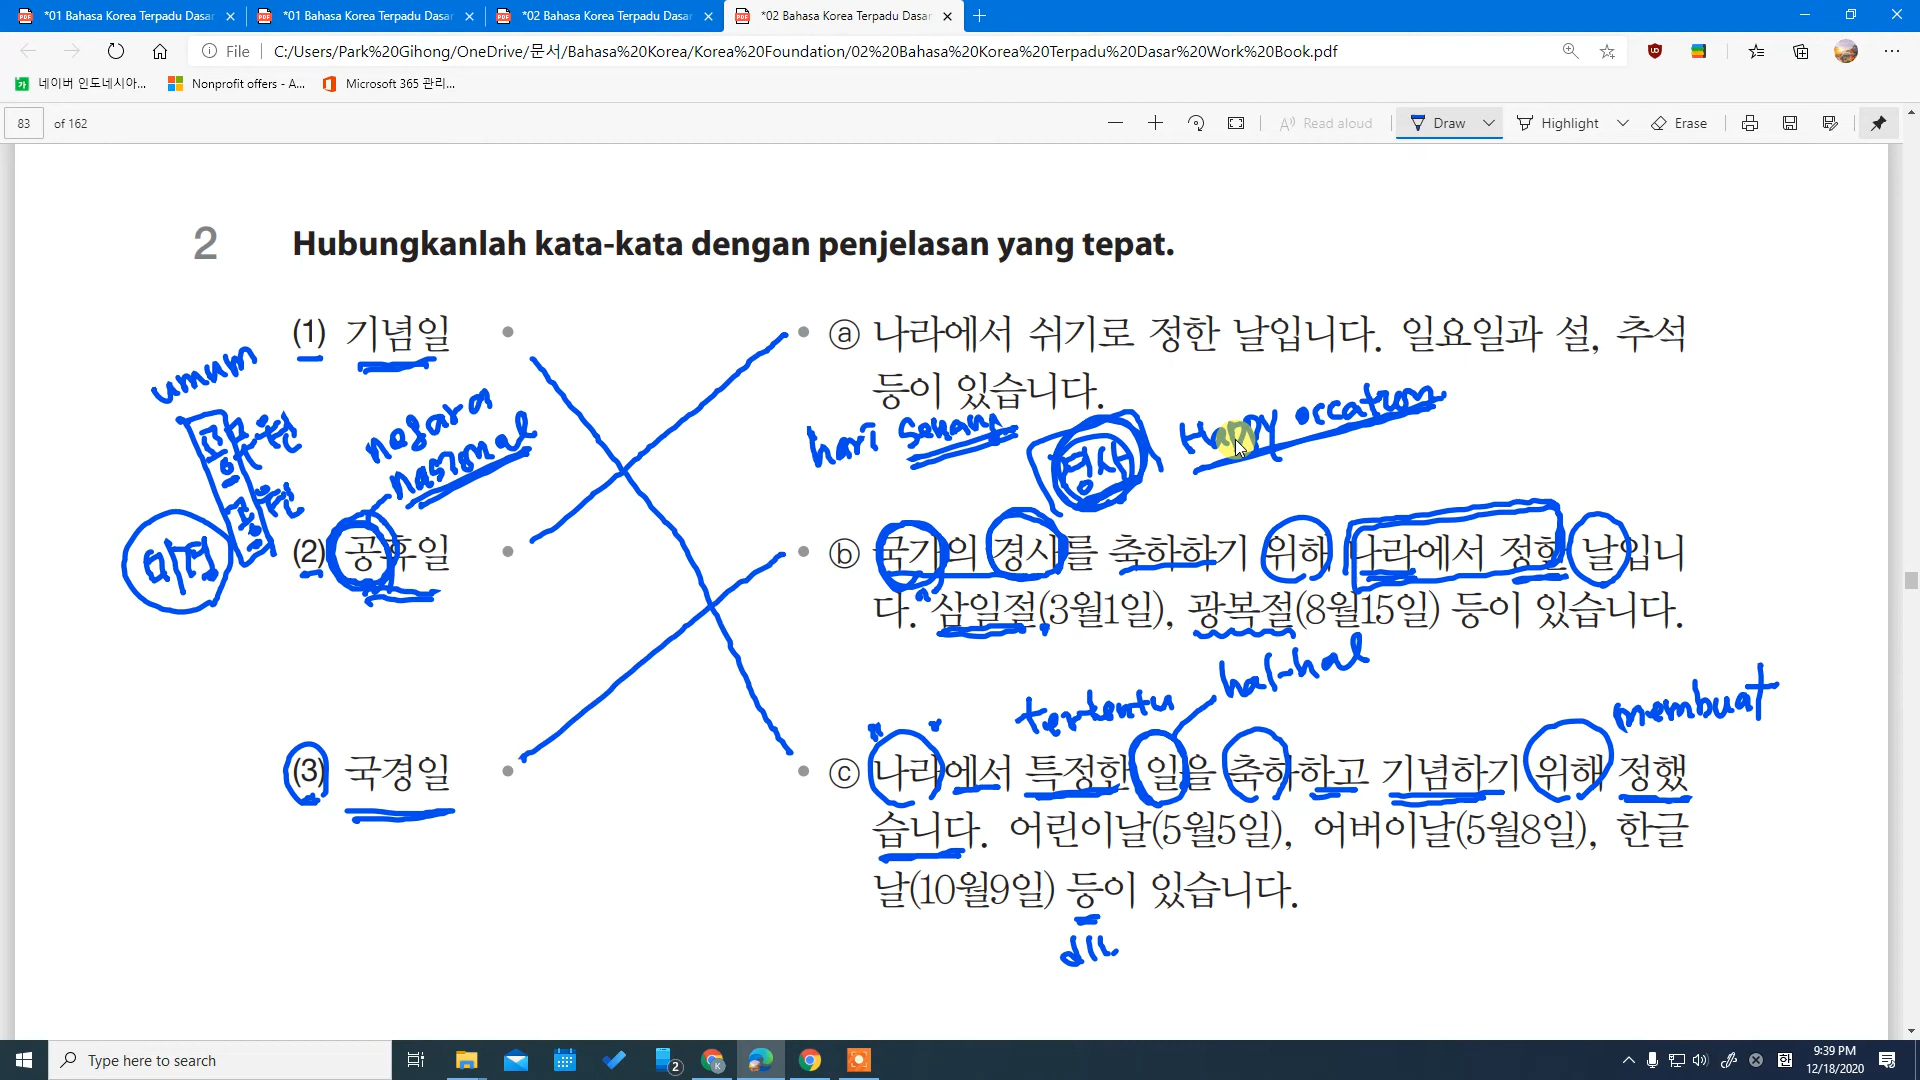 *01 Bahasa Korea Terpadu Dasar
*01 Bahasa Korea Terpadu Dasar
*02 Bahasa Korea Terpadu Dasar
*02 Bahasa Korea Terpadu Dasar
File
C:/Users/Park%20Gihong/OneDrive/문서/Bahasa%20Korea/Korea%20Foundation/02%20Bahasa%20Korea%20Terpadu%20Dasar%20Work%20Book.pdf
네이버 인도네시아...
Nonprofit offers - A...
Microsoft 365 관리...
83 of 162
Read aloud
Draw
Highlight
Erase
2 Hubungkanlah kata-kata dengan penjelasan yang tepat.
(1) 기념일
ⓐ 나라에서 쉬기로 정한 날입니다. 일요일과 설, 추석
등이 있습니다.
umum
negara
nasional
hari senang
Happy occation
(2) 공휴일
ⓑ 국가의 경사를 축하하기 위해 나라에서 정한 날입니
다. 삼일절(3월1일), 광복절(8월15일) 등이 있습니다.
hal-hal
tertentu
membuat
(3) 국경일
ⓒ 나라에서 특정한 일을 축하하고 기념하기 위해 정했
습니다. 어린이날(5월5일), 어버이날(5월8일), 한글
날(10월9일) 등이 있습니다.
dll.
Type here to search
2
한
9:39 PM
12/18/2020